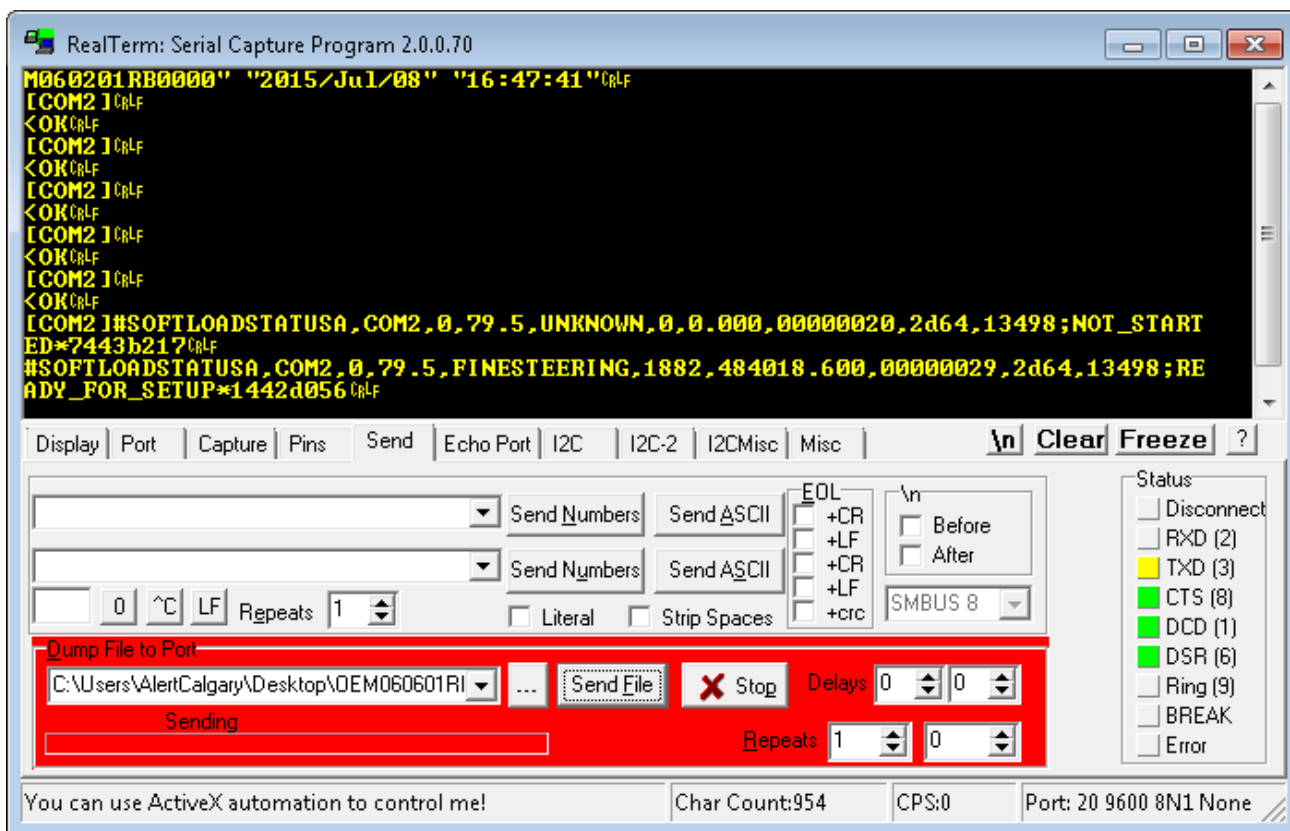 RealTerm: Serial Capture Program 2.0.0.70
M060201RB0000" "2015/Jul/08" "16:47:41"CRLF
[COM2]CRLF
<OKCRLF
[COM2]CRLF
<OKCRLF
[COM2]CRLF
<OKCRLF
[COM2]CRLF
<OKCRLF
[COM2]CRLF
<OKCRLF
[COM2]#SOFTLOADSTATUSA,COM2,0,79.5,UNKNOWN,0,0.000,00000020,2d64,13498;NOT_START
ED*7443b217CRLF
#SOFTLOADSTATUSA,COM2,0,79.5,FINESTEERING,1882,484018.600,00000029,2d64,13498;RE
ADY_FOR_SETUP*1442d056CRLF
Display Port Capture Pins Send Echo Port I2C I2C-2 I2CMisc Misc \n Clear Freeze ?
EOL \n Status
Send Numbers Send ASCII +CR Before Disconnect
+LF After RXD (2)
Send Numbers Send ASCII +CR TXD (3)
+LF SMBUS 8 CTS (8)
0 ^C LF Repeats 1 Literal Strip Spaces +crc DCD (1)
Dump File to Port DSR (6)
C:\Users\AlertCalgary\Desktop\OEM060601RI ... Send File Stop Delays 0 0 Ring (9)
Sending BREAK
Repeats 1 0 Error
You can use ActiveX automation to control me! Char Count:954 CPS:0 Port: 20 9600 8N1 None